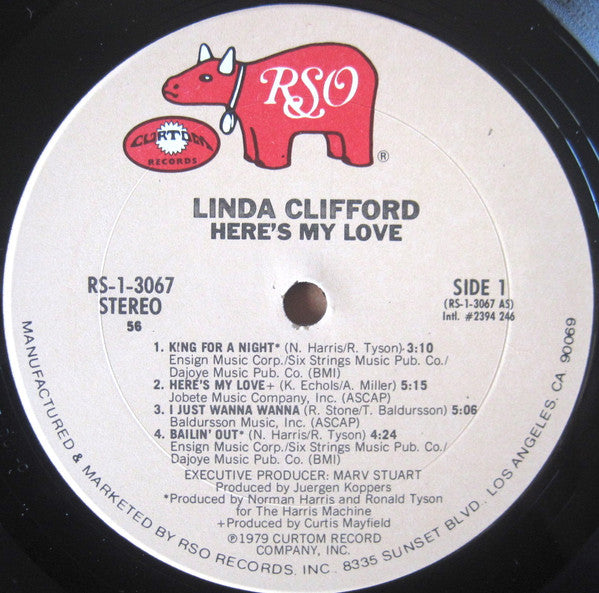 RSO
®
CURTOM
RECORDS
LINDA CLIFFORD
HERE'S MY LOVE
RS-1-3067
STEREO
56
SIDE 1
(RS-1-3067 AS)
Intl. #2394 246
1. KING FOR A NIGHT* (N. Harris/R. Tyson) 3:10
Ensign Music Corp./Six Strings Music Pub. Co./
Dajoye Music Pub. Co. (BMI)
2. HERE'S MY LOVE+ (K. Echols/A. Miller) 5:15
Jobete Music Company, Inc. (ASCAP)
3. I JUST WANNA WANNA (R. Stone/T. Baldursson) 5:06
Baldursson Music, Inc. (ASCAP)
4. BAILIN' OUT* (N. Harris/R. Tyson) 4:24
Ensign Music Corp./Six Strings Music Pub. Co./
Dajoye Music Pub. Co. (BMI)
EXECUTIVE PRODUCER: MARV STUART
Produced by Juergen Koppers
*Produced by Norman Harris and Ronald Tyson
for The Harris Machine
+Produced by Curtis Mayfield
℗1979 CURTOM RECORD
COMPANY, INC.
MANUFACTURED & MARKETED BY RSO RECORDS, INC. 8335 SUNSET BLVD., LOS ANGELES, CA 90069